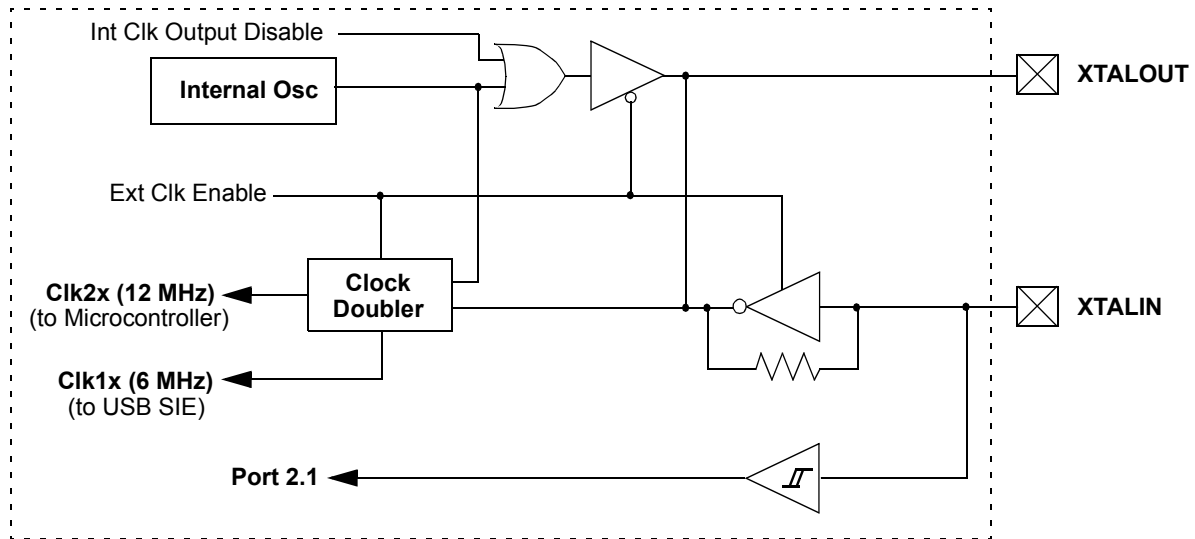 Int Clk Output Disable
Internal Osc
XTALOUT
Ext Clk Enable
Clock
Doubler
Clk2x (12 MHz)
(to Microcontroller)
XTALIN
Clk1x (6 MHz)
(to USB SIE)
Port 2.1